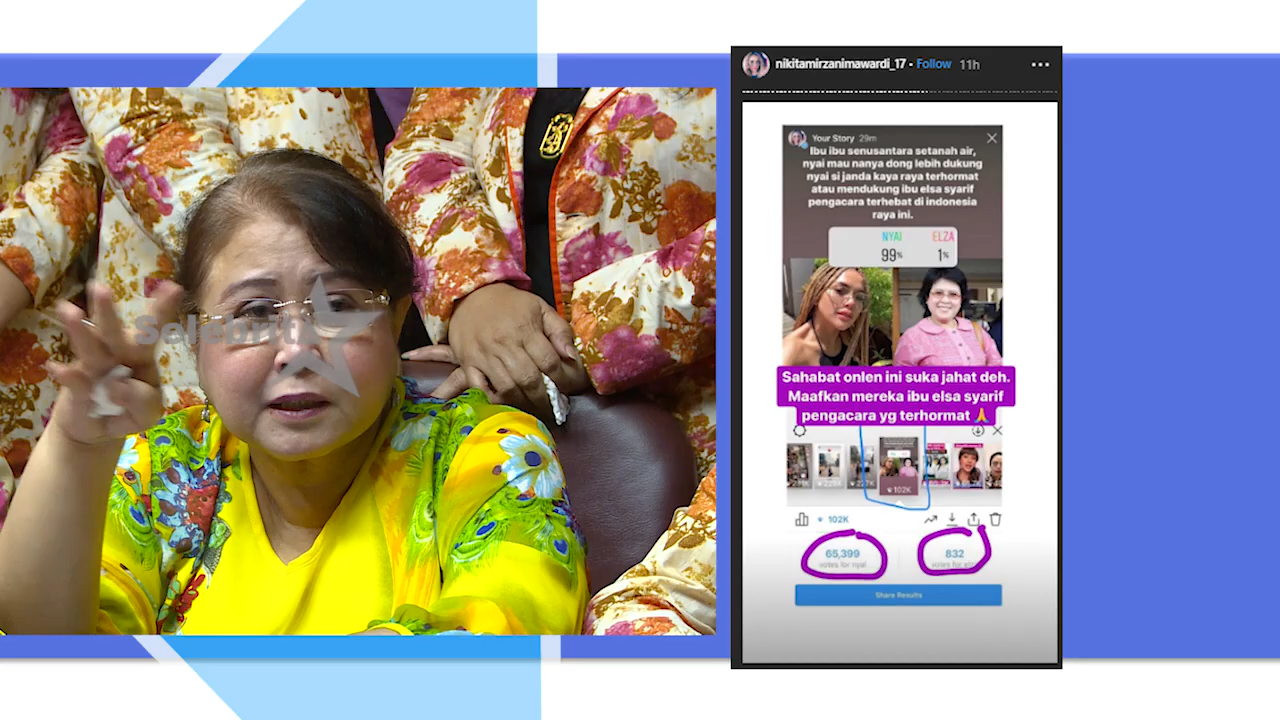 Selebriti
nikitamirzanimawardi_17 - Follow 11h
Your Story 29m
Ibu ibu senusantara setanah air,
nyai mau nanya dong lebih dukung
nyai si janda kaya raya terhormat
atau mendukung ibu elsa syarif
pengacara terhebat di indonesia
raya ini.
NYAI ELZA
99% 1%
Sahabat onlen ini suka jahat deh.
Maafkan mereka ibu elsa syarif
pengacara yg terhormat 🙏
102K
102K
65,399 832
votes for nyai votes for
Share Results